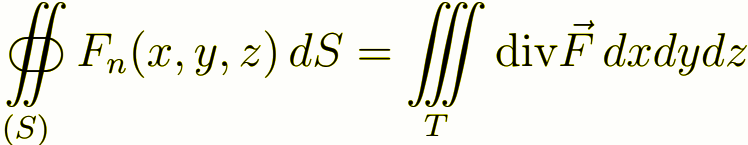 ∯_{(S)} F_n(x, y, z) dS = ∭_T div F⃗ dxdydz